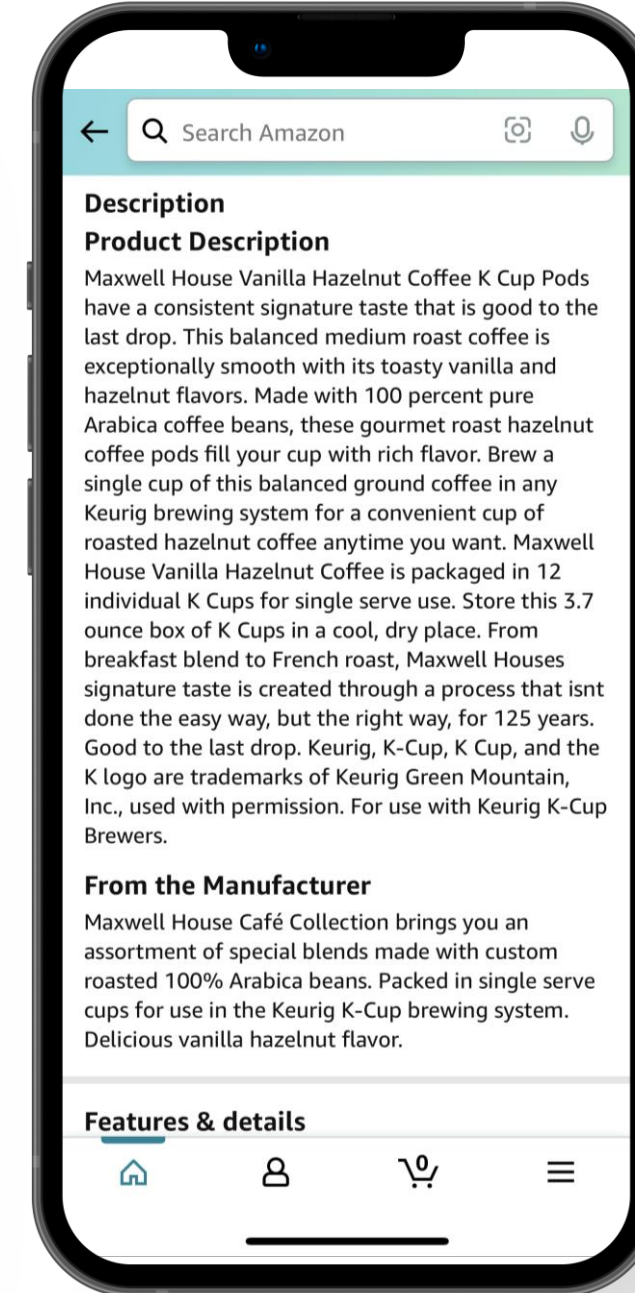 Search Amazon
Description
Product Description
Maxwell House Vanilla Hazelnut Coffee K Cup Pods
have a consistent signature taste that is good to the
last drop. This balanced medium roast coffee is
exceptionally smooth with its toasty vanilla and
hazelnut flavors. Made with 100 percent pure
Arabica coffee beans, these gourmet roast hazelnut
coffee pods fill your cup with rich flavor. Brew a
single cup of this balanced ground coffee in any
Keurig brewing system for a convenient cup of
roasted hazelnut coffee anytime you want. Maxwell
House Vanilla Hazelnut Coffee is packaged in 12
individual K Cups for single serve use. Store this 3.7
ounce box of K Cups in a cool, dry place. From
breakfast blend to French roast, Maxwell Houses
signature taste is created through a process that isnt
done the easy way, but the right way, for 125 years.
Good to the last drop. Keurig, K-Cup, K Cup, and the
K logo are trademarks of Keurig Green Mountain,
Inc., used with permission. For use with Keurig K-Cup
Brewers.
From the Manufacturer
Maxwell House Café Collection brings you an
assortment of special blends made with custom
roasted 100% Arabica beans. Packed in single serve
cups for use in the Keurig K-Cup brewing system.
Delicious vanilla hazelnut flavor.
Features & details
0